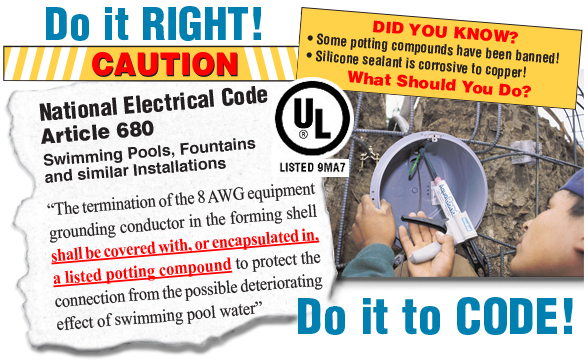 Do it RIGHT!
CAUTION
National Electrical Code
Article 680
Swimming Pools, Fountains
and similar Installations
“The termination of the 8 AWG equipment
grounding conductor in the forming shell
shall be covered with, or encapsulated in,
a listed potting compound to protect the
connection from the possible deteriorating
effect of swimming pool water”
UL
®
LISTED 9MA7
DID YOU KNOW?
• Some potting compounds have been banned!
• Silicone sealant is corrosive to copper!
What Should You Do?
Do it to CODE!